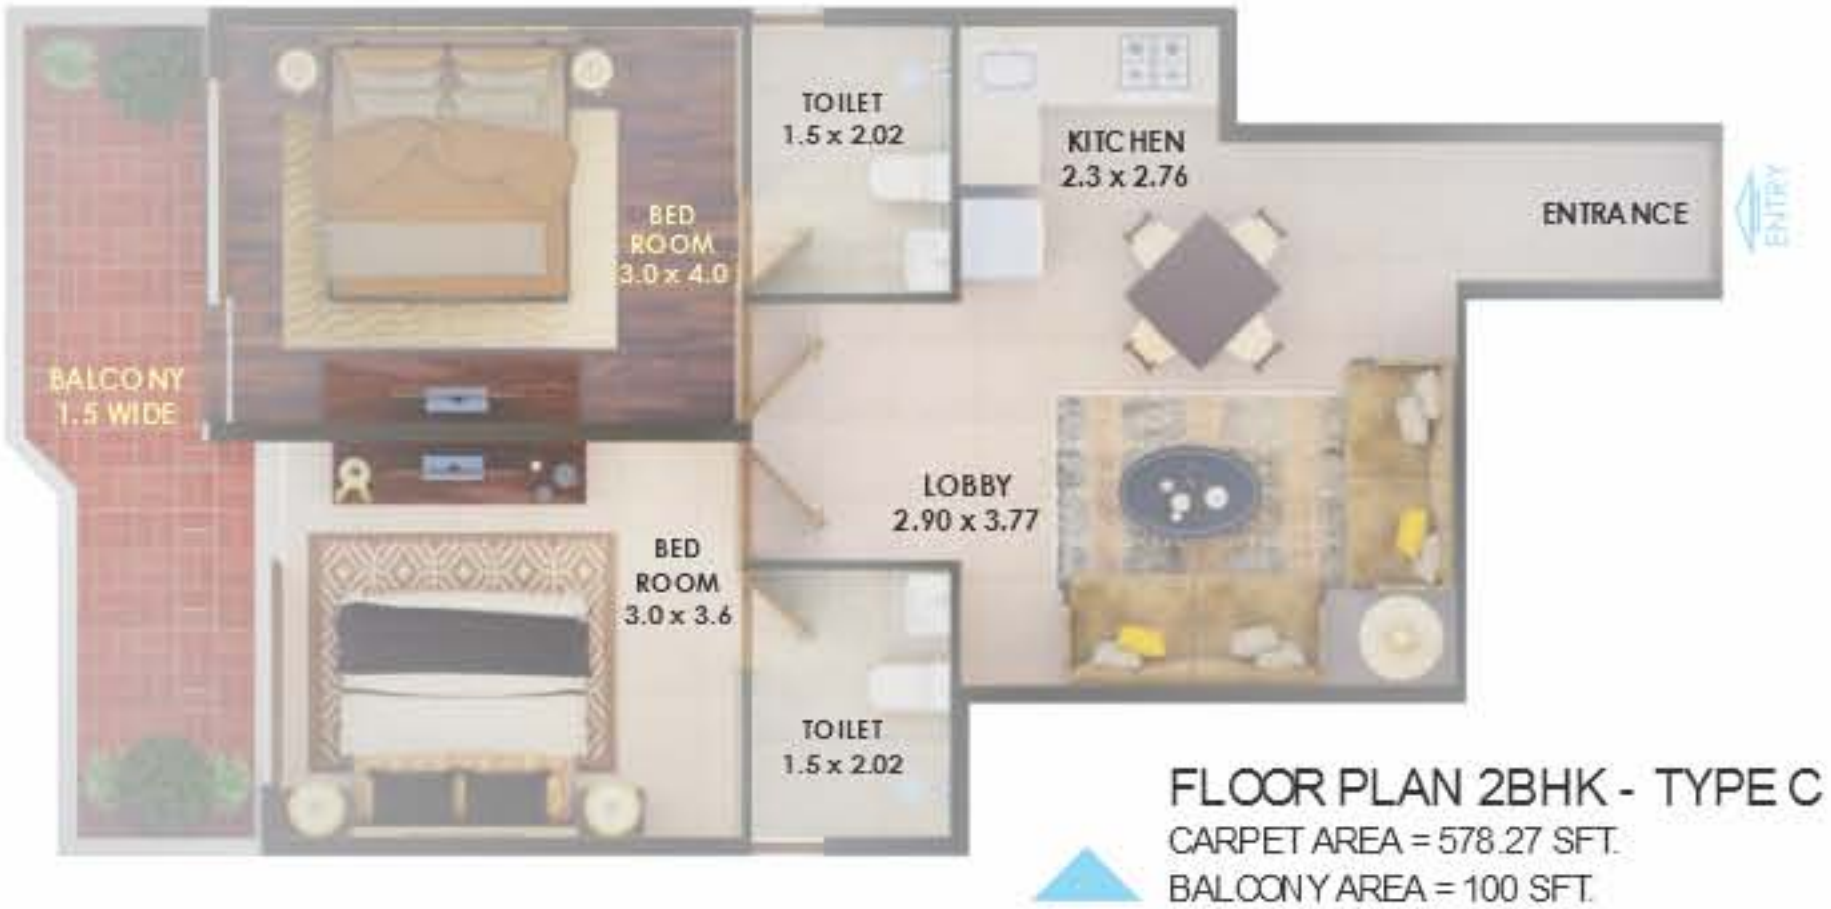 TOILET
1.5 x 2.02
KITCHEN
2.3 x 2.76
BED
ROOM
3.0 x 4.0
ENTRANCE
ENTRY
BALCONY
1.5 WIDE
LOBBY
2.90 x 3.77
BED
ROOM
3.0 x 3.6
TOILET
1.5 x 2.02
FLOOR PLAN 2BHK - TYPE C
CARPET AREA = 578.27 SFT.
BALCONY AREA = 100 SFT.